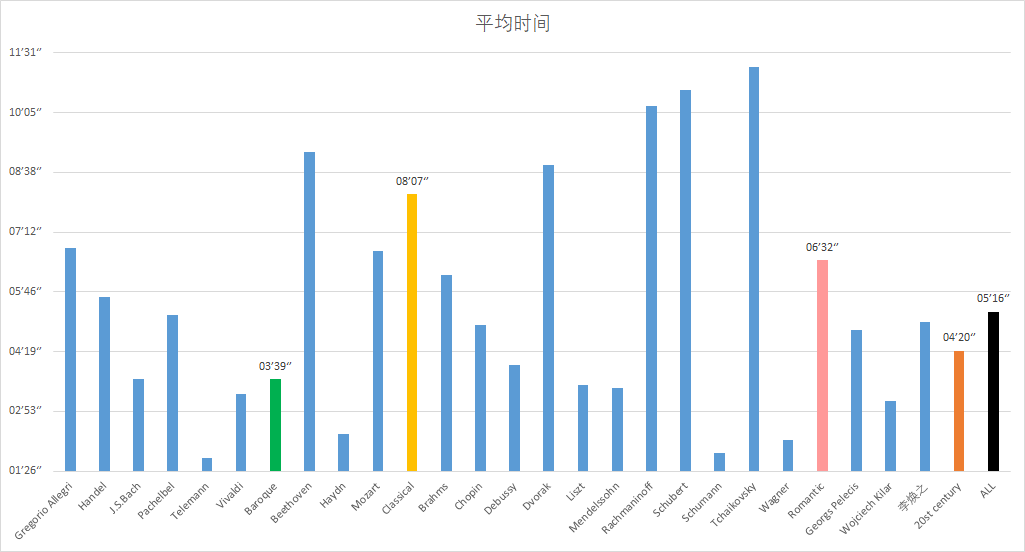 平均时间
11′31″
10′05″
08′38″
07′12″
05′46″
04′19″
02′53″
01′26″
03′39″
08′07″
06′32″
04′20″
05′16″
Gregorio Allegri
Handel
J.S.Bach
Pachelbel
Telemann
Vivaldi
Baroque
Beethoven
Haydn
Mozart
Classical
Brahms
Chopin
Debussy
Dvorak
Liszt
Mendelssohn
Rachmaninoff
Schubert
Schumann
Tchaikovsky
Wagner
Romantic
Georgs Pelecis
Wojciech Kilar
李焕之
20st century
ALL